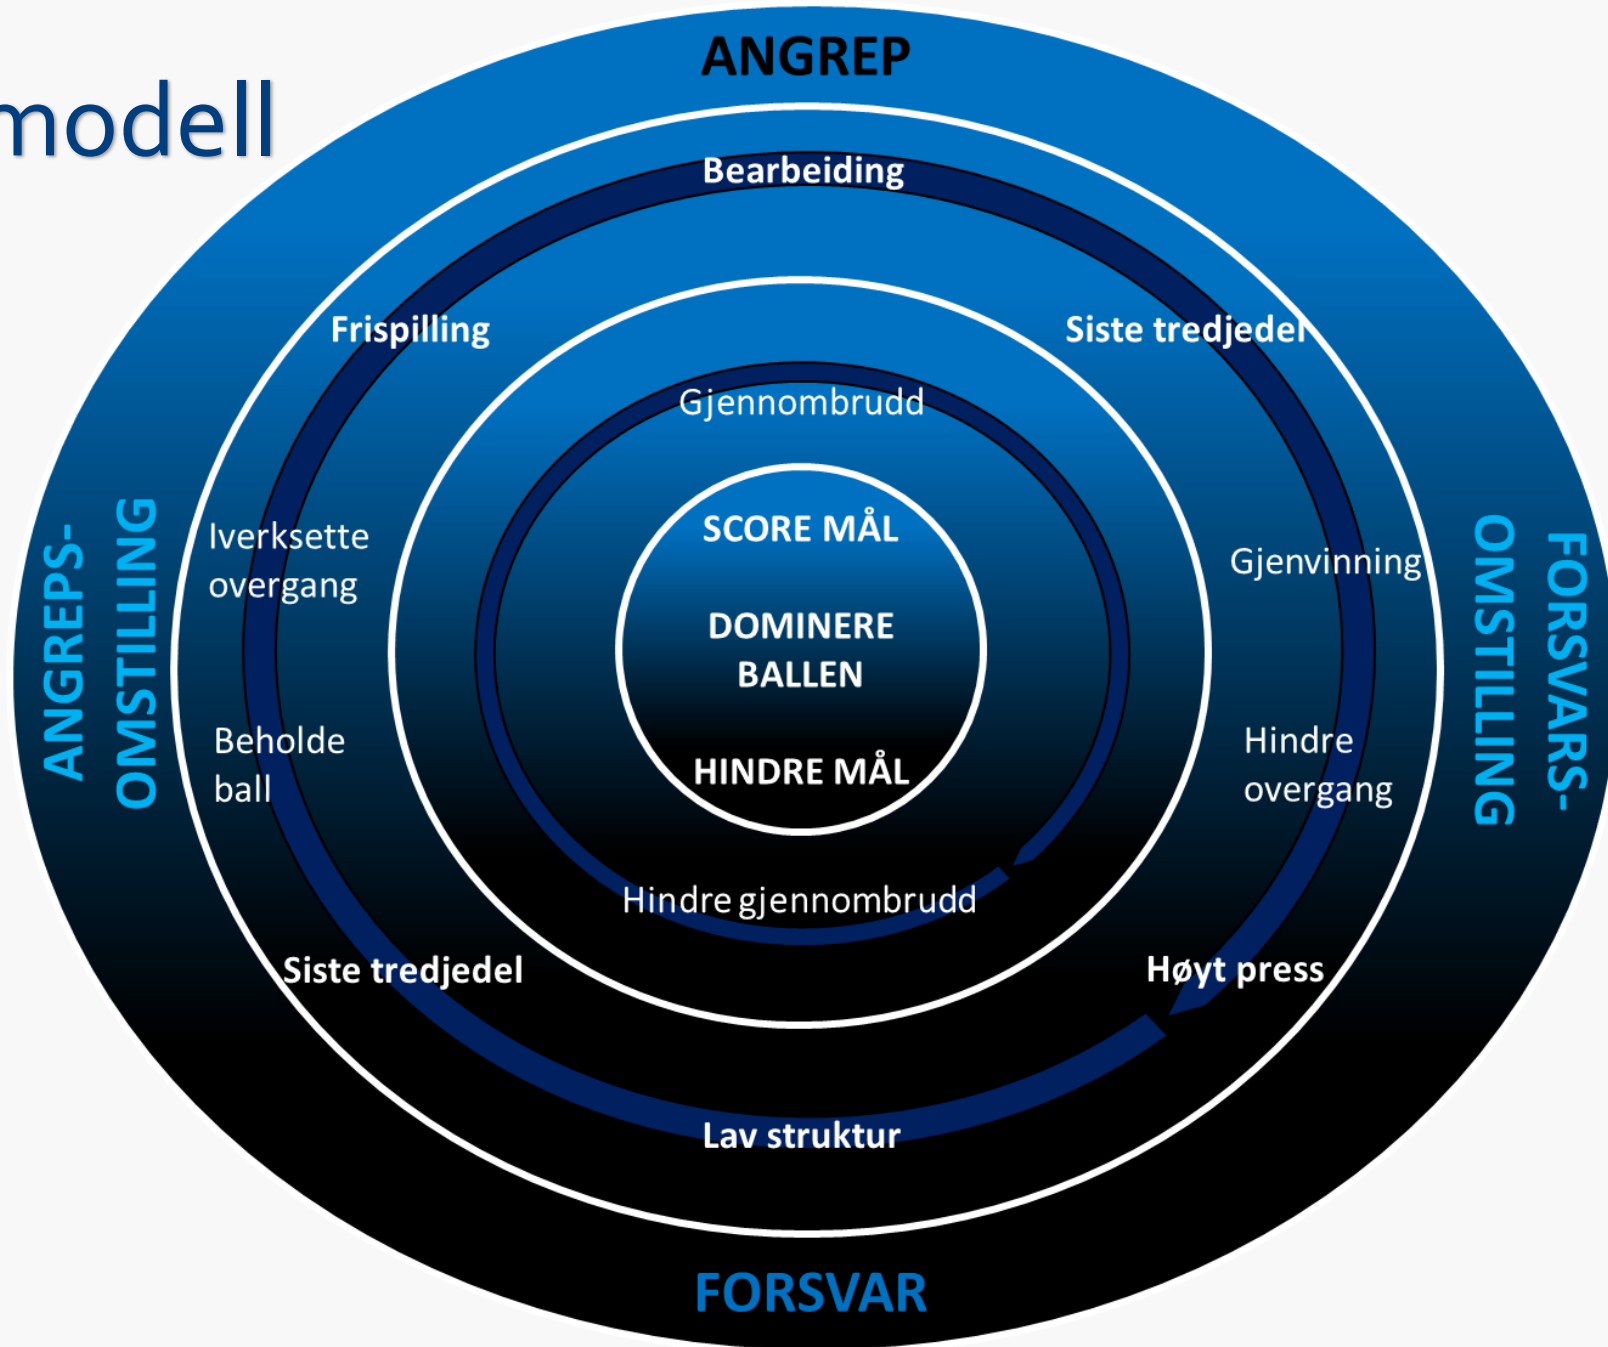 ANGREP
modell
Bearbeiding
Frispilling
Siste tredjedel
Gjennombrudd
SCORE MÅL
DOMINERE
BALLEN
HINDRE MÅL
Iverksette
overgang
Gjenvinning
ANGREPS-
OMSTILLING
FORSVARS-
OMSTILLING
Beholde
ball
Hindre
overgang
Hindre gjennombrudd
Siste tredjedel
Høyt press
Lav struktur
FORSVAR